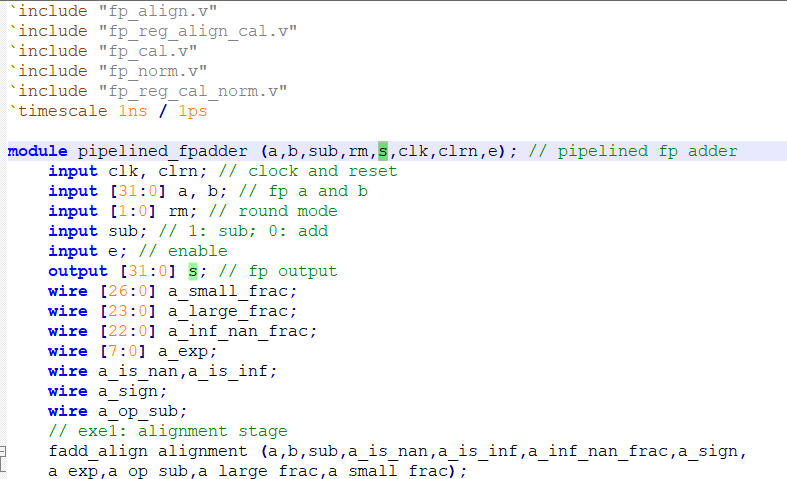 `include "fp_align.v"
`include "fp_reg_align_cal.v"
`include "fp_cal.v"
`include "fp_norm.v"
`include "fp_reg_cal_norm.v"
`timescale 1ns / 1ps
module pipelined_fpadder (a,b,sub,rm,s,clk,clrn,e); // pipelined fp adder
input clk, clrn; // clock and reset
input [31:0] a, b; // fp a and b
input [1:0] rm; // round mode
input sub; // 1: sub; 0: add
input e; // enable
output [31:0] s; // fp output
wire [26:0] a_small_frac;
wire [23:0] a_large_frac;
wire [22:0] a_inf_nan_frac;
wire [7:0] a_exp;
wire a_is_nan,a_is_inf;
wire a_sign;
wire a_op_sub;
// exe1: alignment stage
fadd_align alignment (a,b,sub,a_is_nan,a_is_inf,a_inf_nan_frac,a_sign,
a_exp,a_op_sub,a_large_frac,a_small_frac);